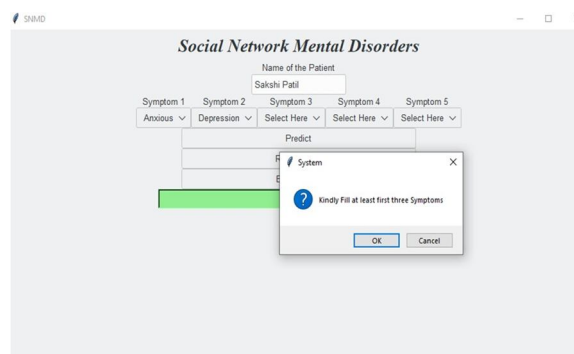 SNMD
Social Network Mental Disorders
Name of the Patient
Sakshi Patil
Symptom 1 Symptom 2 Symptom 3 Symptom 4 Symptom 5
Anxious Depression Select Here Select Here Select Here
Predict
System
Kindly Fill at least first three Symptoms
OK Cancel